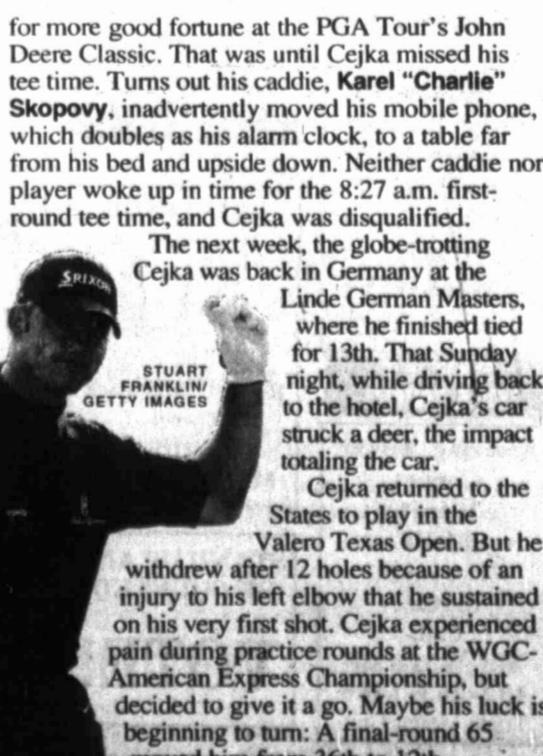 for more good fortune at the PGA Tour's John
Deere Classic. That was until Cejka missed his
tee time. Turns out his caddie, Karel "Charlie"
Skopovy, inadvertently moved his mobile phone,
which doubles as his alarm clock, to a table far
from his bed and upside down. Neither caddie nor
player woke up in time for the 8:27 a.m. first-
round tee time, and Cejka was disqualified.
The next week, the globe-trotting
Cejka was back in Germany at the
Linde German Masters,
where he finished tied
for 13th. That Sunday
night, while driving back
to the hotel, Cejka's car
struck a deer, the impact
totaling the car.
Cejka returned to the
States to play in the
Valero Texas Open. But he
withdrew after 12 holes because of an
injury to his left elbow that he sustained
on his very first shot. Cejka experienced
pain during practice rounds at the WGC-
American Express Championship, but
decided to give it a go. Maybe his luck is
beginning to turn: A final-round 65
SRIXON
STUART
FRANKLIN/
GETTY IMAGES